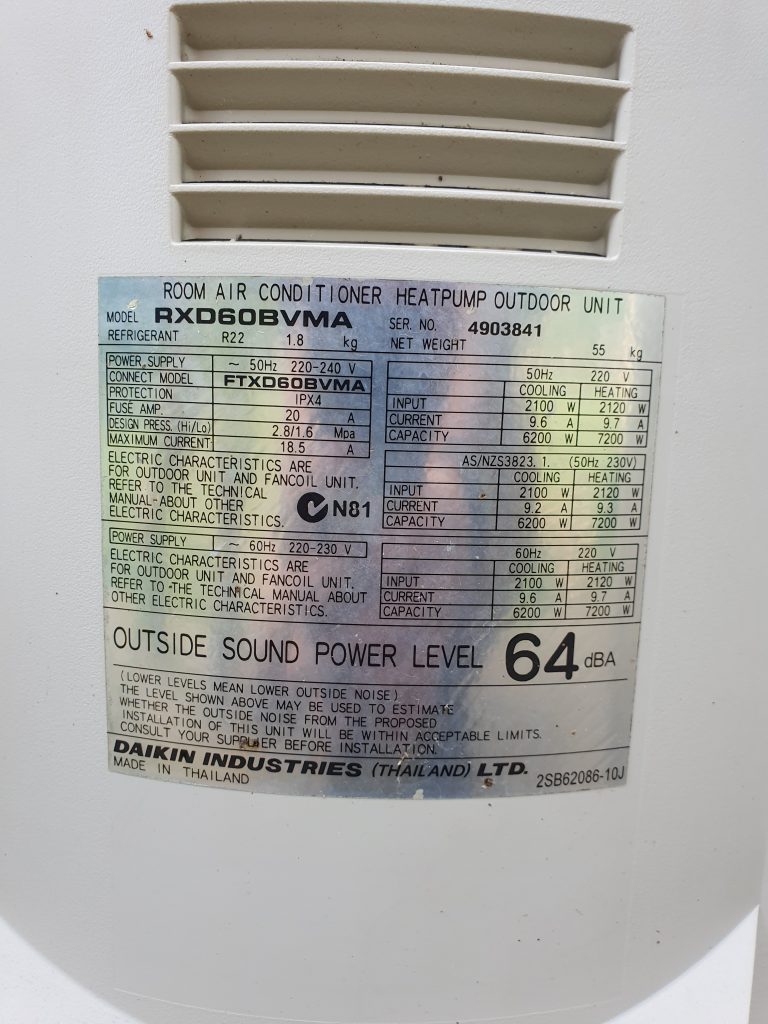 ROOM AIR CONDITIONER HEATPUMP OUTDOOR UNIT
MODEL RXD60BVMA SER. NO. 4903841
REFRIGERANT R22 1.8 kg NET WEIGHT 55 kg
POWER, SUPPLY ~ 50Hz 220-240 V
CONNECT MODEL FTXD60BVMA
PROTECTION IPX4
FUSE AMP. 20 A
DESIGN PRESS. (Hi/Lo) 2.8/1.6 Mpa
MAXIMUM CURRENT 18.5 A
ELECTRIC CHARACTERISTICS ARE
FOR OUTDOOR UNIT AND FANCOIL UNIT.
REFER TO THE TECHNICAL
MANUAL ABOUT OTHER
ELECTRIC CHARACTERISTICS.
N81
50Hz 220 V
COOLING HEATING
INPUT 2100 W 2120 W
CURRENT 9.6 A 9.7 A
CAPACITY 6200 W 7200 W
AS/NZS3823. 1. (50Hz 230V)
COOLING HEATING
INPUT 2100 W 2120 W
CURRENT 9.2 A 9.3 A
CAPACITY 6200 W 7200 W
POWER SUPPLY ~ 60Hz 220-230 V
ELECTRIC CHARACTERISTICS ARE
FOR OUTDOOR UNIT AND FANCOIL UNIT.
REFER TO THE TECHNICAL MANUAL ABOUT
OTHER ELECTRIC CHARACTERISTICS.
60Hz 220 V
COOLING HEATING
INPUT 2100 W 2120 W
CURRENT 9.6 A 9.7 A
CAPACITY 6200 W 7200 W
OUTSIDE SOUND POWER LEVEL 64 dBA
(LOWER LEVELS MEAN LOWER OUTSIDE NOISE)
THE LEVEL SHOWN ABOVE MAY BE USED TO ESTIMATE
WHETHER THE OUTSIDE NOISE FROM THE PROPOSED
INSTALLATION OF THIS UNIT WILL BE WITHIN ACCEPTABLE LIMITS.
CONSULT YOUR SUPPLIER BEFORE INSTALLATION.
DAIKIN INDUSTRIES (THAILAND) LTD.
MADE IN THAILAND 2SB62086-10J